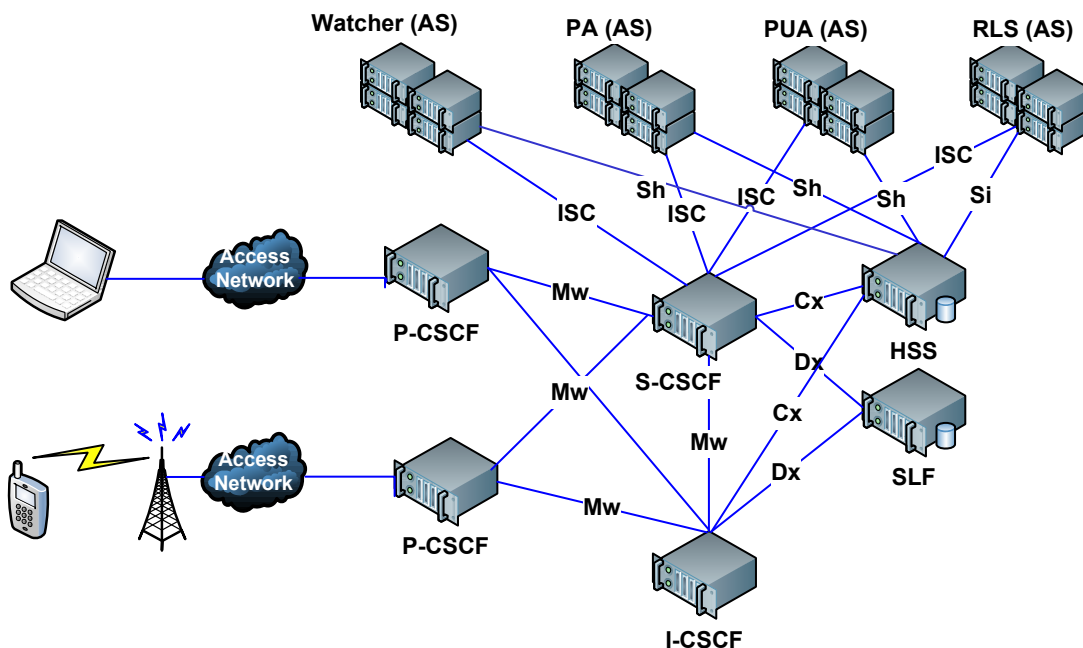 Watcher (AS)
PA (AS)
PUA (AS)
RLS (AS)
ISC
Sh
ISC
ISC
Sh
Sh
ISC
Si
Access
Network
P-CSCF
Mw
Cx
HSS
S-CSCF
Dx
Mw
Cx
Mw
Dx
SLF
Access
Network
P-CSCF
Mw
I-CSCF